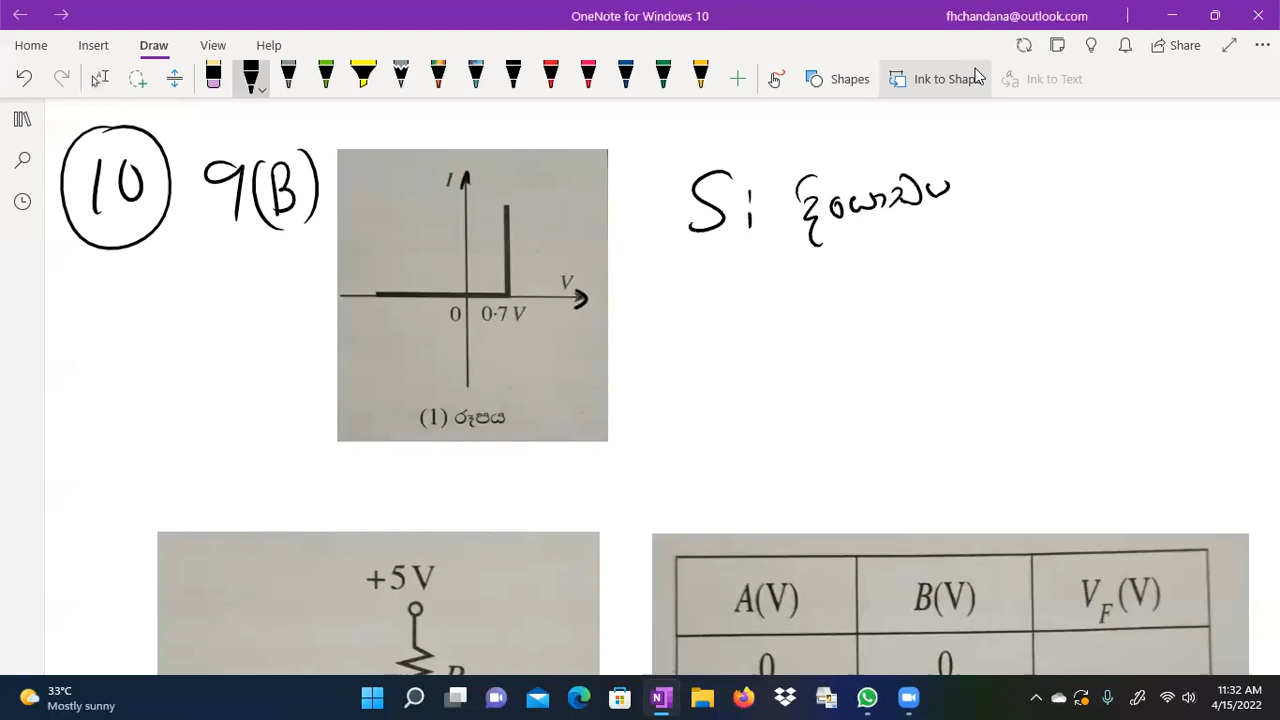 OneNote for Windows 10
fhchandana@outlook.com
Home Insert Draw View Help
Share
Shapes
Ink to Shape
Ink to Text
10 9(B)
I
V
0 0·7 V
(1) රූපය
Si දියෝඩය
+5 V
R
A(V) B(V) V_F (V)
0 0
33°C
Mostly sunny
11:32 AM
4/15/2022